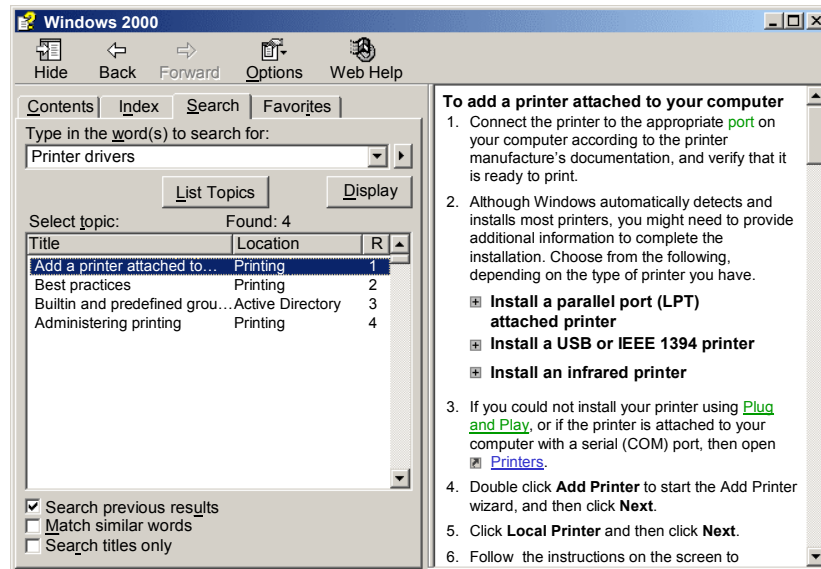 Windows 2000
Hide Back Forward Options Web Help
Contents Index Search Favorites
Type in the word(s) to search for:
Printer drivers
List Topics Display
Select topic: Found: 4
Title Location R
Add a printer attached to... Printing 1
Best practices Printing 2
Builtin and predefined grou... Active Directory 3
Administering printing Printing 4
Search previous results
Match similar words
Search titles only
To add a printer attached to your computer
1. Connect the printer to the appropriate port on
your computer according to the printer
manufacture's documentation, and verify that it
is ready to print.
2. Although Windows automatically detects and
installs most printers, you might need to provide
additional information to complete the
installation. Choose from the following,
depending on the type of printer you have.
Install a parallel port (LPT)
attached printer
Install a USB or IEEE 1394 printer
Install an infrared printer
3. If you could not install your printer using Plug
and Play, or if the printer is attached to your
computer with a serial (COM) port, then open
Printers.
4. Double click Add Printer to start the Add Printer
wizard, and then click Next.
5. Click Local Printer and then click Next.
6. Follow the instructions on the screen to